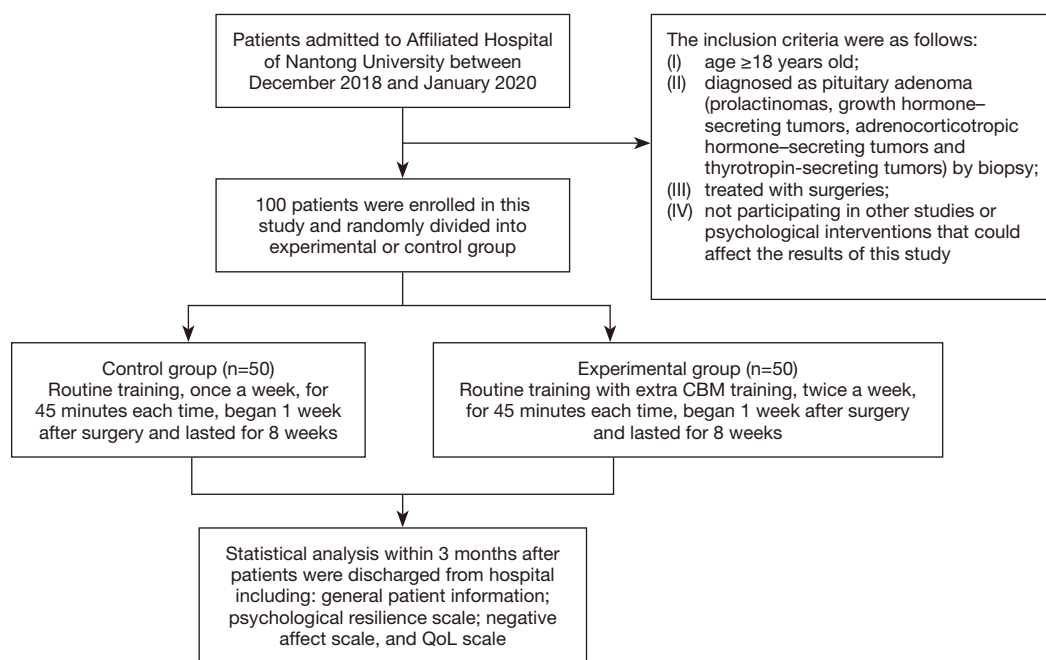 Patients admitted to Affiliated Hospital
of Nantong University between
December 2018 and January 2020
The inclusion criteria were as follows:
(I) age ≥18 years old;
(II) diagnosed as pituitary adenoma
(prolactinomas, growth hormone–
secreting tumors, adrenocorticotropic
hormone–secreting tumors and
thyrotropin-secreting tumors) by biopsy;
(III) treated with surgeries;
(IV) not participating in other studies or
psychological interventions that could
affect the results of this study
100 patients were enrolled in this
study and randomly divided into
experimental or control group
Control group (n=50)
Routine training, once a week, for
45 minutes each time, began 1 week
after surgery and lasted for 8 weeks
Experimental group (n=50)
Routine training with extra CBM training, twice a week,
for 45 minutes each time, began 1 week after surgery
and lasted for 8 weeks
Statistical analysis within 3 months after
patients were discharged from hospital
including: general patient information;
psychological resilience scale; negative
affect scale, and QoL scale